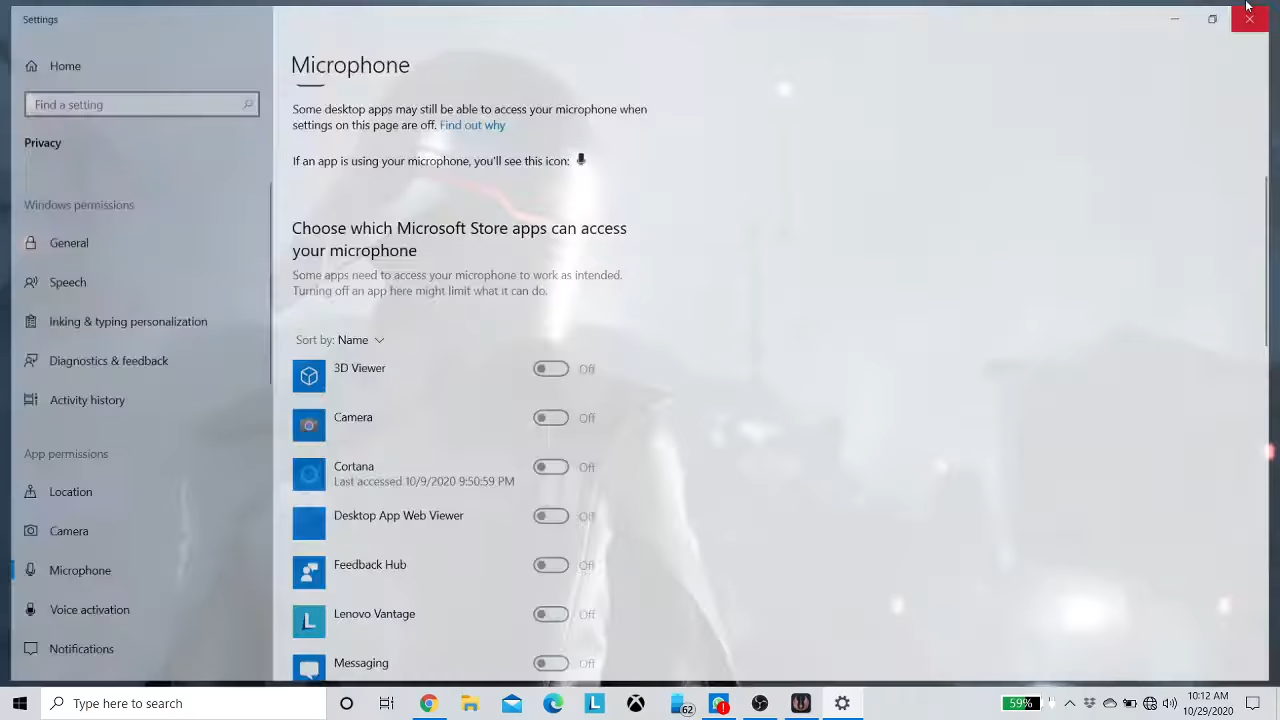 Settings
Home
Find a setting
Privacy
Windows permissions
General
Speech
Inking & typing personalization
Diagnostics & feedback
Activity history
App permissions
Location
Camera
Microphone
Voice activation
Notifications
Microphone
Some desktop apps may still be able to access your microphone when
settings on this page are off. Find out why
If an app is using your microphone, you'll see this icon:
Choose which Microsoft Store apps can access
your microphone
Some apps need to access your microphone to work as intended.
Turning off an app here might limit what it can do.
Sort by: Name
3D Viewer Off
Camera Off
Cortana Off
Last accessed 10/9/2020 9:50:59 PM
Desktop App Web Viewer Off
Feedback Hub Off
L Lenovo Vantage Off
Messaging Off
Type here to search
L
62
59%
10:12 AM
10/29/2020